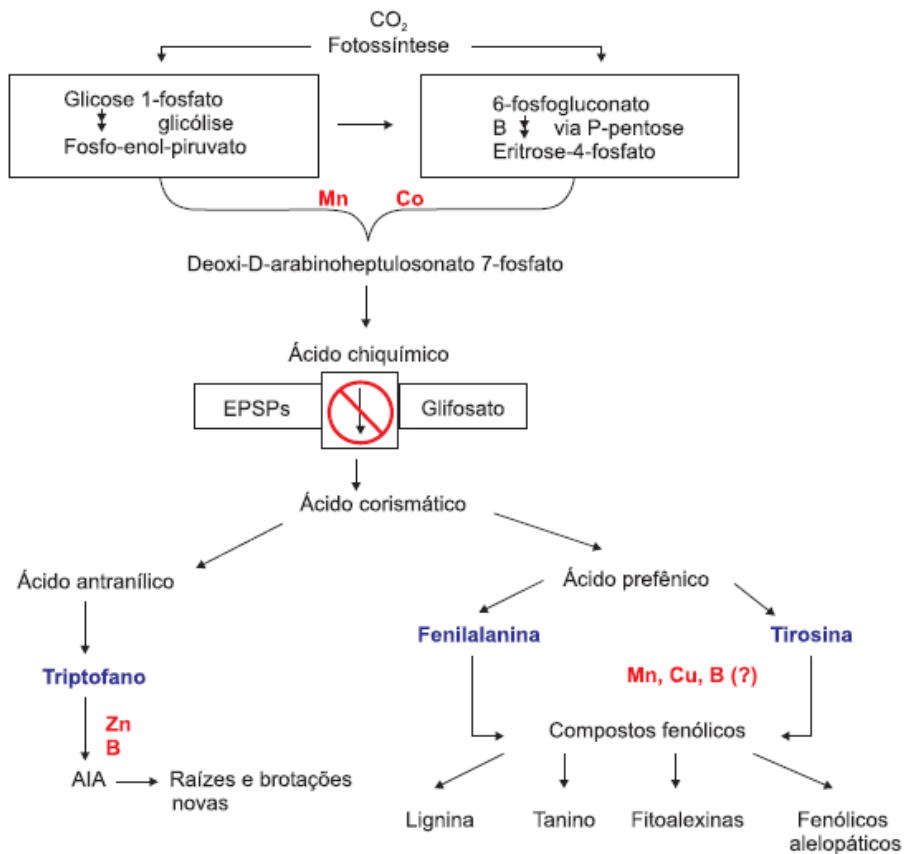 CO₂
Fotossíntese
Glicose 1-fosfato
glicólise
Fosfo-enol-piruvato
6-fosfogluconato
B via P-pentose
Eritrose-4-fosfato
Mn Co
Deoxi-D-arabinoheptulosonato 7-fosfato
Ácido chiquímico
EPSPs Glifosato
Ácido corismático
Ácido antranílico
Ácido prefênico
Fenilalanina Tirosina
Triptofano
Mn, Cu, B (?)
Zn
B
Compostos fenólicos
AIA Raízes e brotações
novas
Lignina Tanino Fitoalexinas Fenólicos
alelopáticos